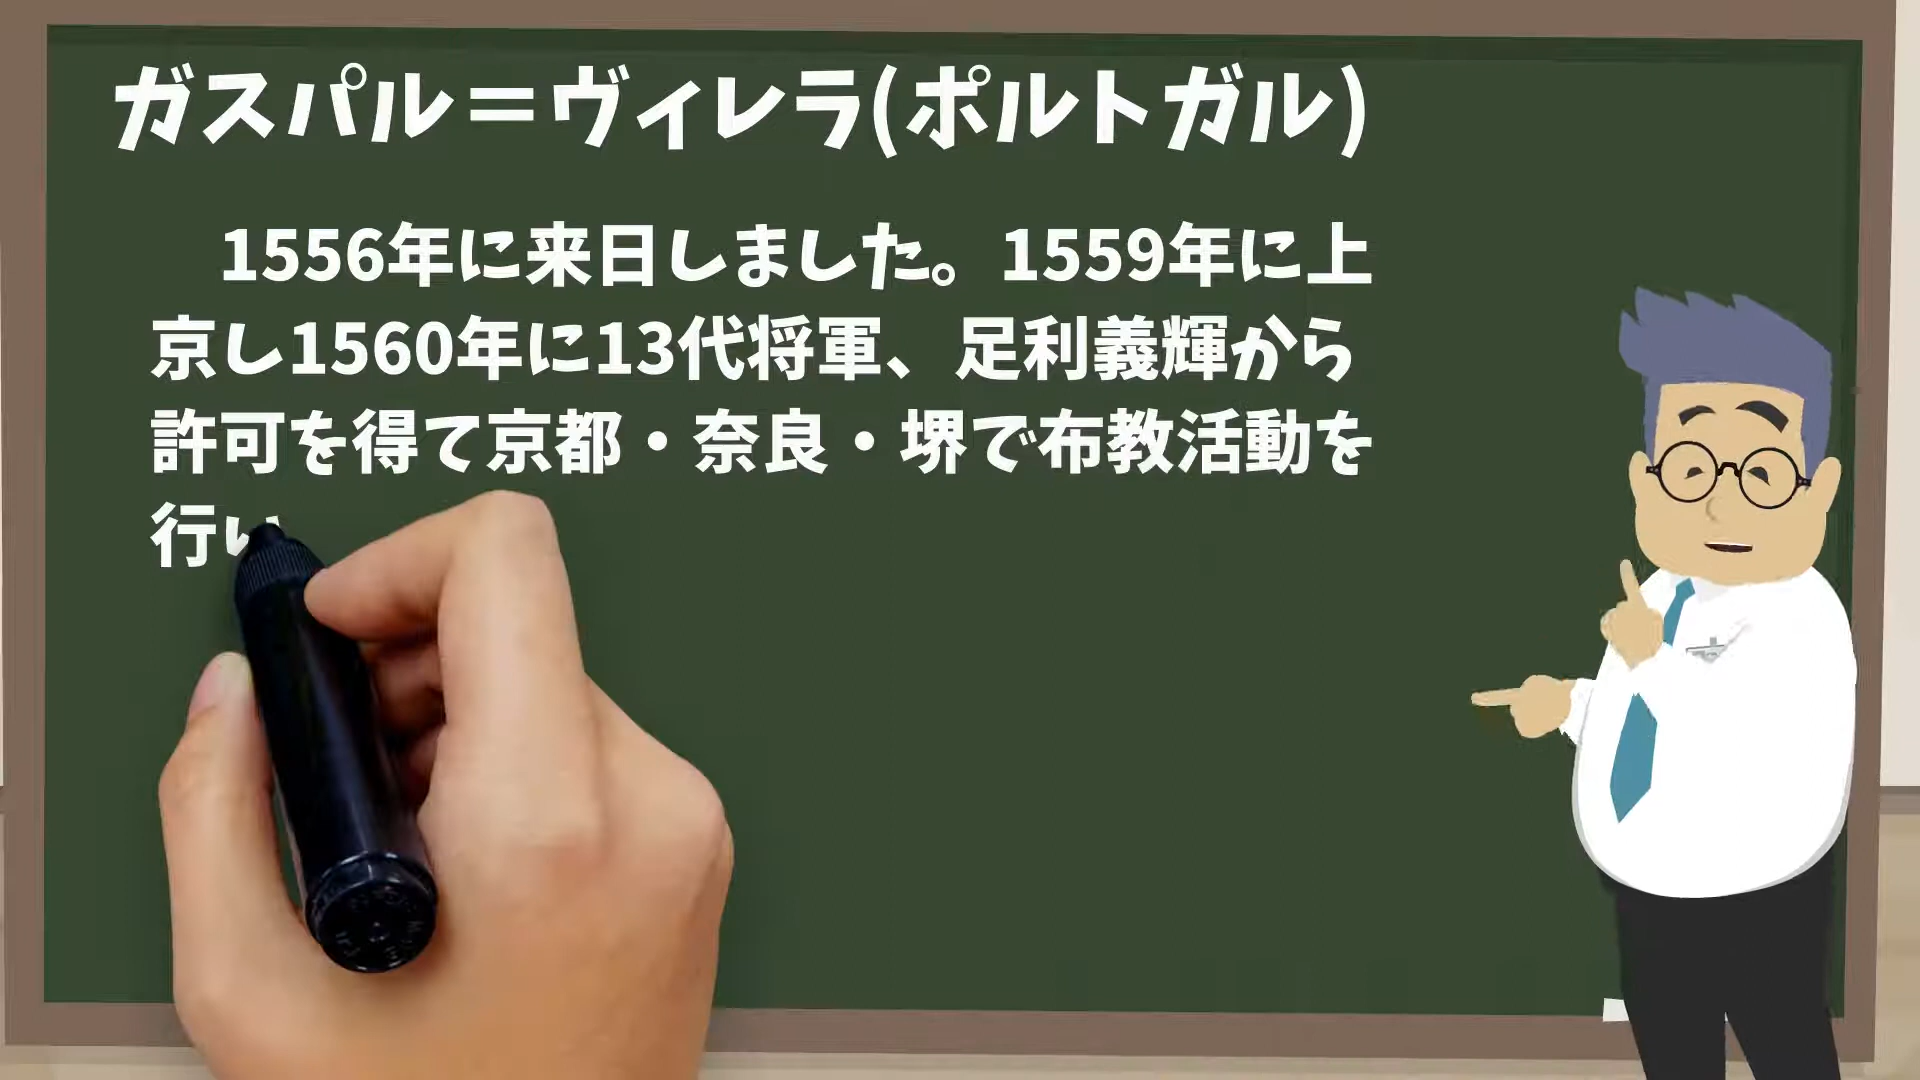 ガスパル＝ヴィレラ(ポルトガル)
1556年に来日しました。1559年に上
京し1560年に13代将軍、足利義輝から
許可を得て京都・奈良・堺で布教活動を
行い